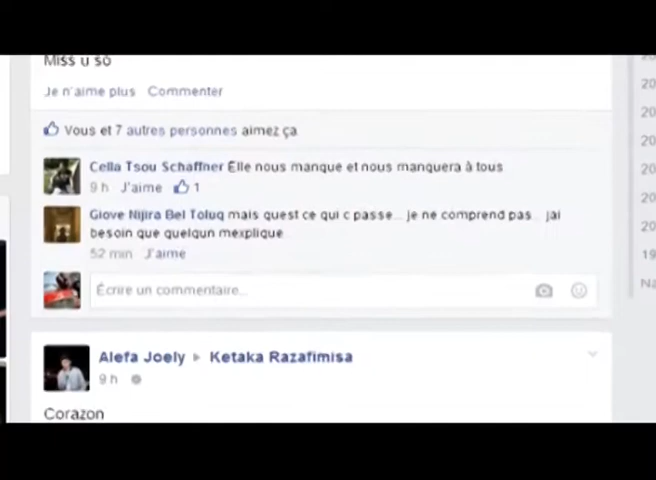 Miss u so
Je n'aime plus Commenter
Vous et 7 autres personnes aimez ça
Cella Tsou Schaffner Elle nous manque et nous manquera à tous
9 h J'aime 1
Giove Nijira Bel Toluq mais quest ce qui c passe... je ne comprend pas... jai
besoin que quelqun mexplique
52 min J'aime
Écrire un commentaire...
Alefa Joely Ketaka Razafimisa
9 h
Corazon